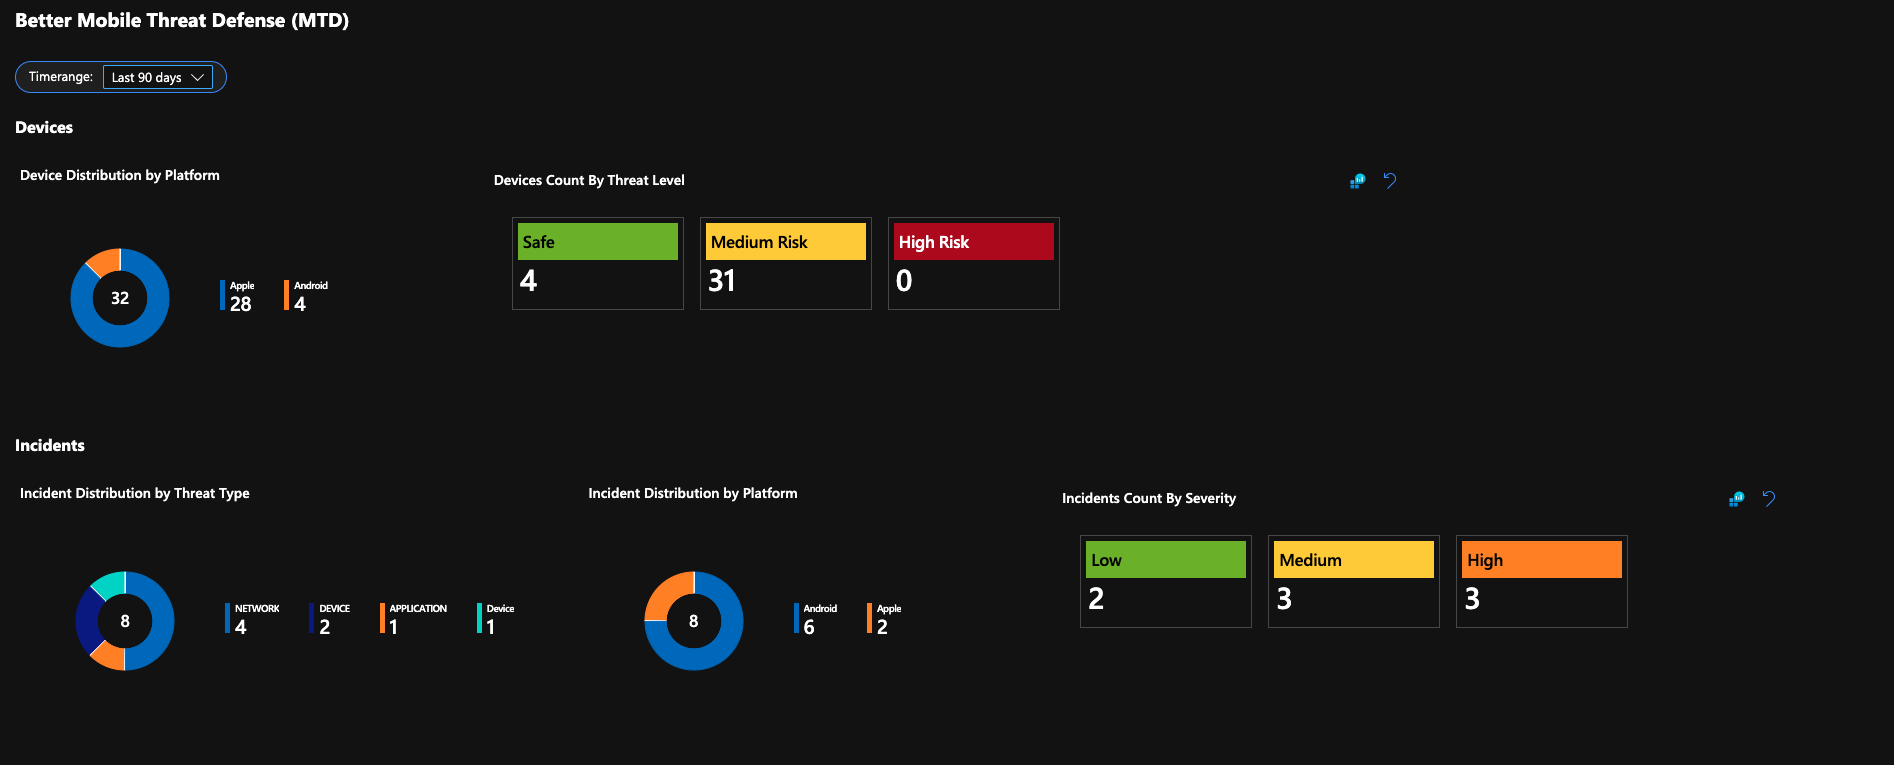 Better Mobile Threat Defense (MTD)
Timerange: Last 90 days
Devices
Device Distribution by Platform
32
Apple
28
Android
4
Devices Count By Threat Level
Safe
4
Medium Risk
31
High Risk
0
Incidents
Incident Distribution by Threat Type
8
NETWORK
4
DEVICE
2
APPLICATION
1
Device
1
Incident Distribution by Platform
8
Android
6
Apple
2
Incidents Count By Severity
Low
2
Medium
3
High
3